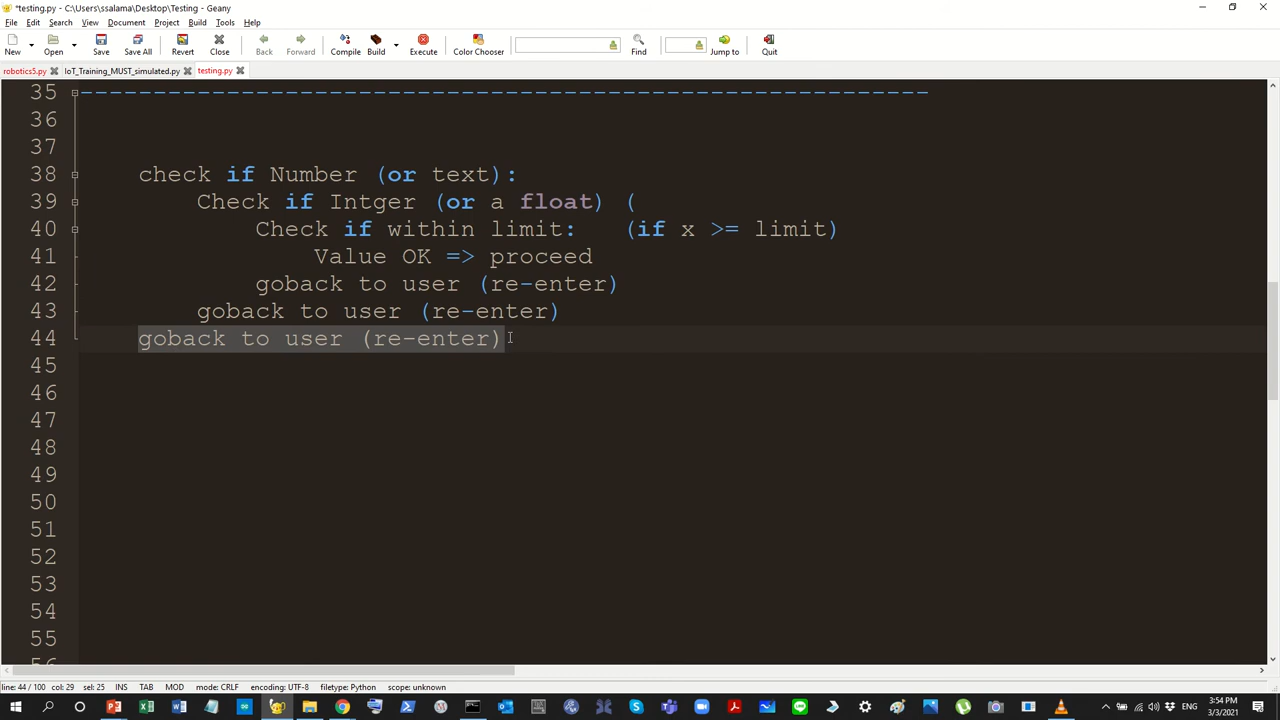 *testing.py - C:\Users\ssalama\Desktop\Testing - Geany
File Edit Search View Document Project Build Tools Help
New Open Save Save All Revert Close Back Forward Compile Build Execute Color Chooser Find Jump to Quit
robotics5.py IoT_Training_MUST_simulated.py testing.py
35 ----------------------------------------------------------
36
37
38 check if Number (or text):
39 Check if Intger (or a float) (
40 Check if within limit: (if x >= limit)
41 Value OK => proceed
42 goback to user (re-enter)
43 goback to user (re-enter)
44 goback to user (re-enter)
45
46
47
48
49
50
51
52
53
54
55
56
line: 44 / 100 col: 29 sel: 25 INS TAB MOD mode: CRLF encoding: UTF-8 filetype: Python scope: unknown
ENG
3:54 PM
3/3/2021